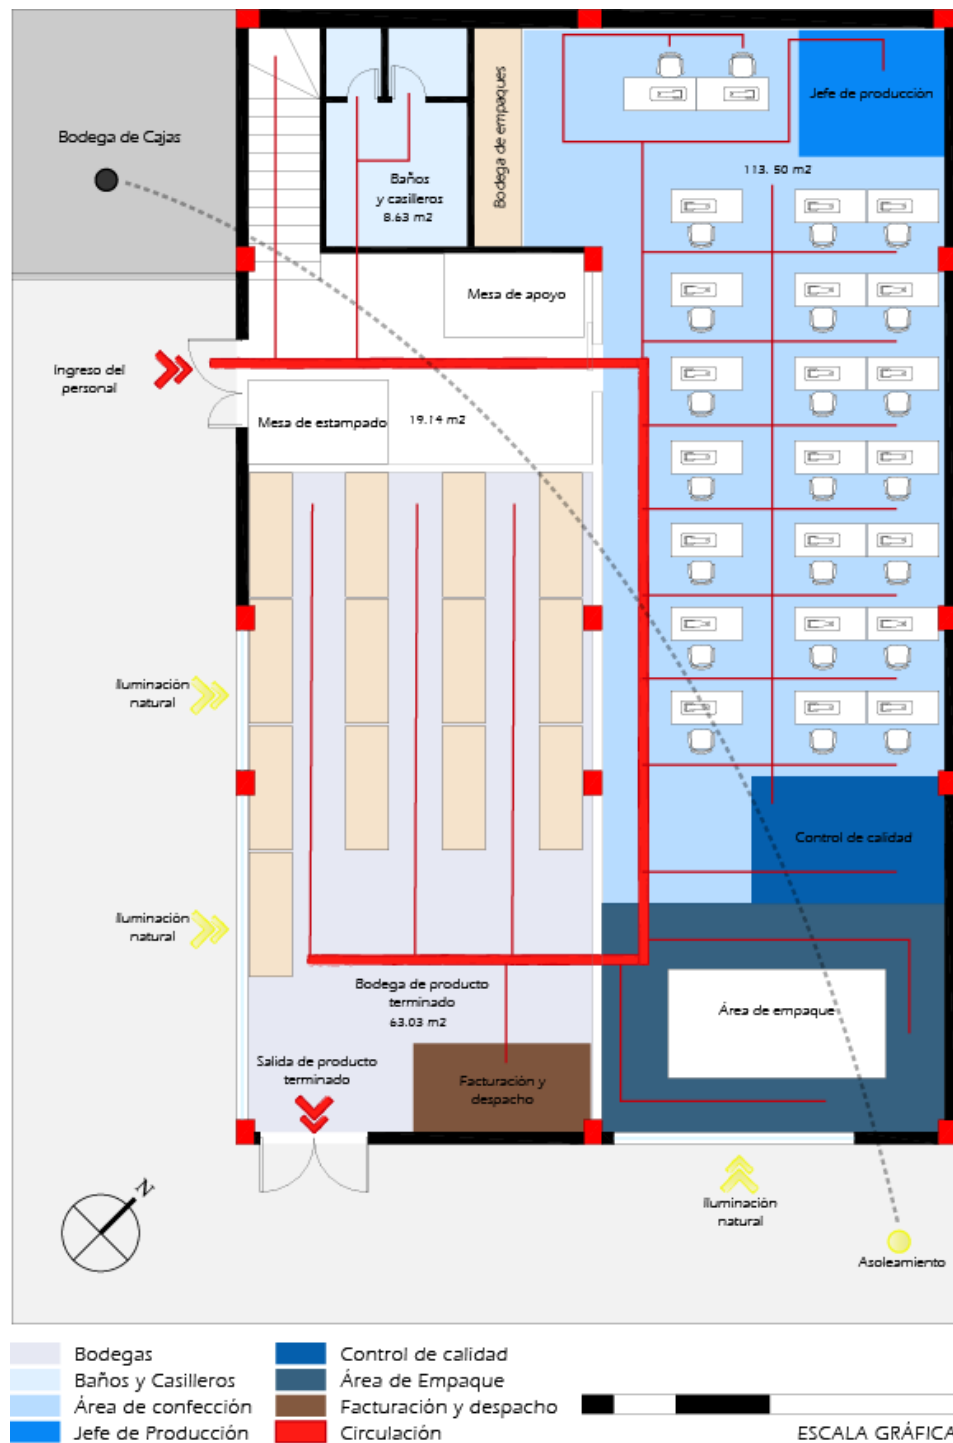 Bodega de Cajas
Bodega de empaques
Jefe de producción
113. 50 m2
Baños
y casilleros
8.63 m2
Mesa de apoyo
Ingreso del
personal
Mesa de estampado
19.14 m2
Iluminación
natural
Control de calidad
Iluminación
natural
Bodega de producto
terminado
63.03 m2
Área de empaque
Salida de producto
terminado
Facturación y
despacho
N
Iluminación
natural
Asoleamiento
Bodegas
Baños y Casilleros
Área de confección
Jefe de Producción
Control de calidad
Área de Empaque
Facturación y despacho
Circulación
ESCALA GRÁFICA